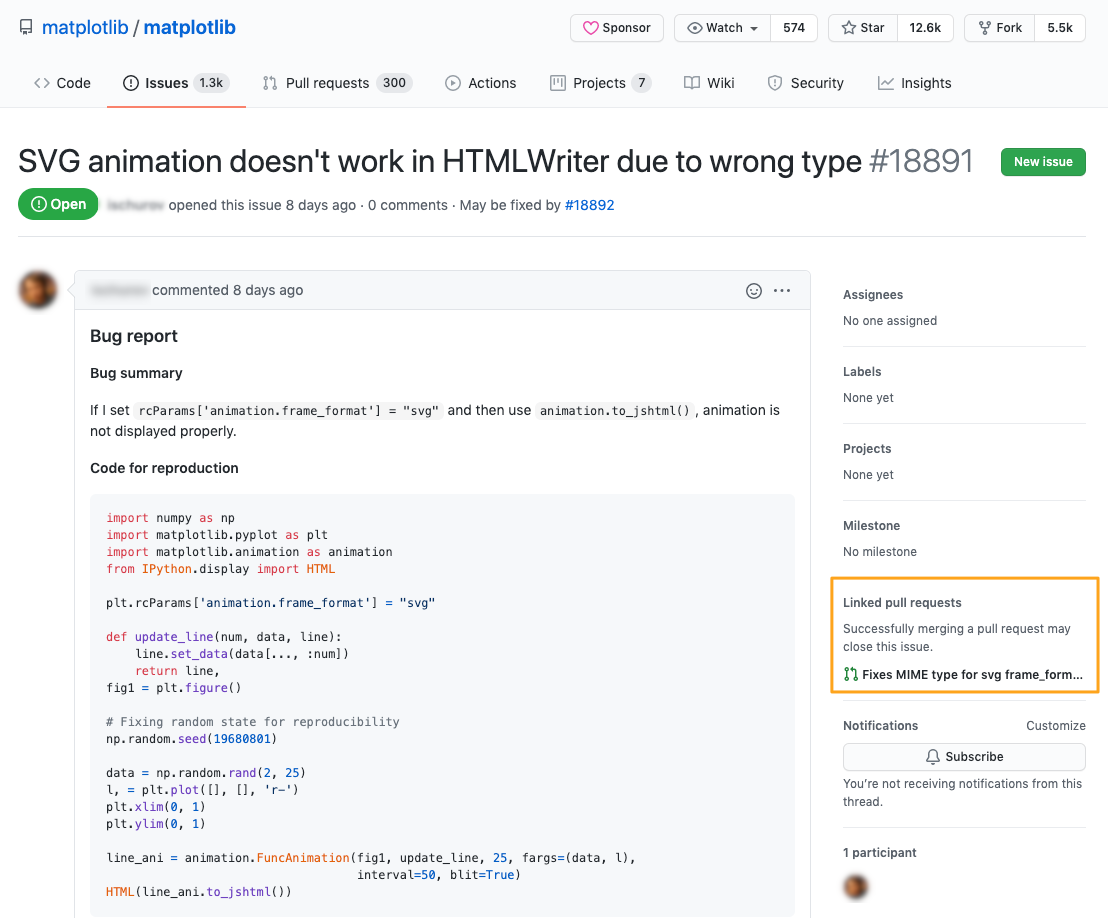 matplotlib / matplotlib
Sponsor
Watch 574
Star 12.6k
Fork 5.5k
Code
Issues 1.3k
Pull requests 300
Actions
Projects 7
Wiki
Security
Insights
SVG animation doesn't work in HTMLWriter due to wrong type #18891
New issue
Open
opened this issue 8 days ago · 0 comments · May be fixed by #18892
commented 8 days ago
Bug report
Bug summary
If I set rcParams['animation.frame_format'] = "svg" and then use animation.to_jshtml() , animation is
not displayed properly.
Code for reproduction
import numpy as np
import matplotlib.pyplot as plt
import matplotlib.animation as animation
from IPython.display import HTML
plt.rcParams['animation.frame_format'] = "svg"
def update_line(num, data, line):
    line.set_data(data[..., :num])
    return line,
fig1 = plt.figure()
# Fixing random state for reproducibility
np.random.seed(19680801)
data = np.random.rand(2, 25)
l, = plt.plot([], [], 'r-')
plt.xlim(0, 1)
plt.ylim(0, 1)
line_ani = animation.FuncAnimation(fig1, update_line, 25, fargs=(data, l),
                                   interval=50, blit=True)
HTML(line_ani.to_jshtml())
Assignees
No one assigned
Labels
None yet
Projects
None yet
Milestone
No milestone
Linked pull requests
Successfully merging a pull request may
close this issue.
Fixes MIME type for svg frame_form...
Notifications
Customize
Subscribe
You're not receiving notifications from this
thread.
1 participant